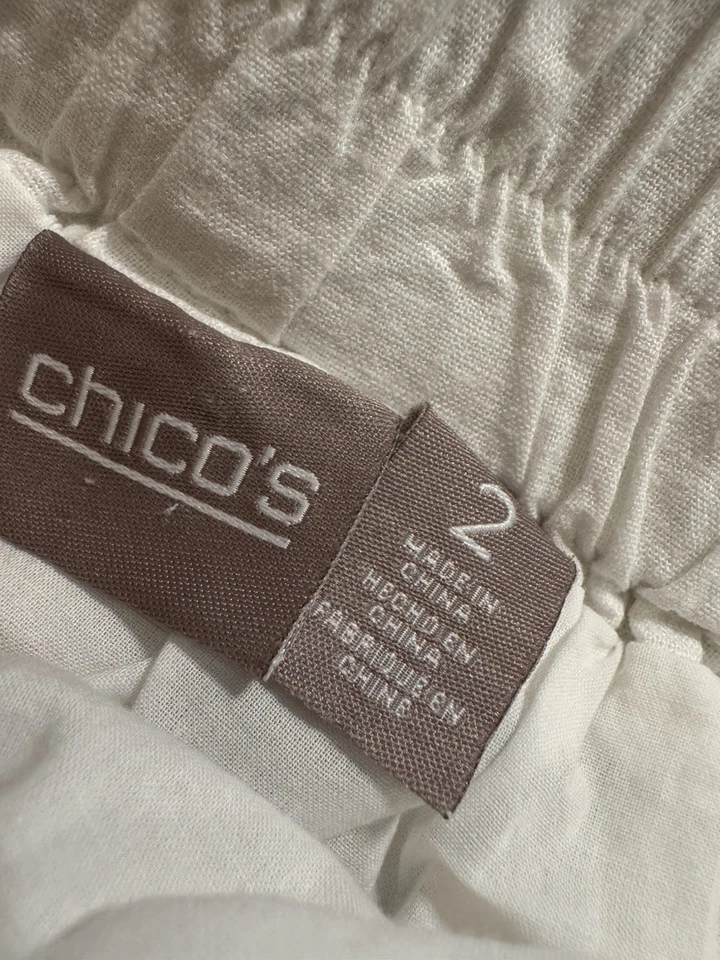 chico's
2
MADE IN
CHINA
HECHO EN
CHINA
FABRIQUE EN
CHINE